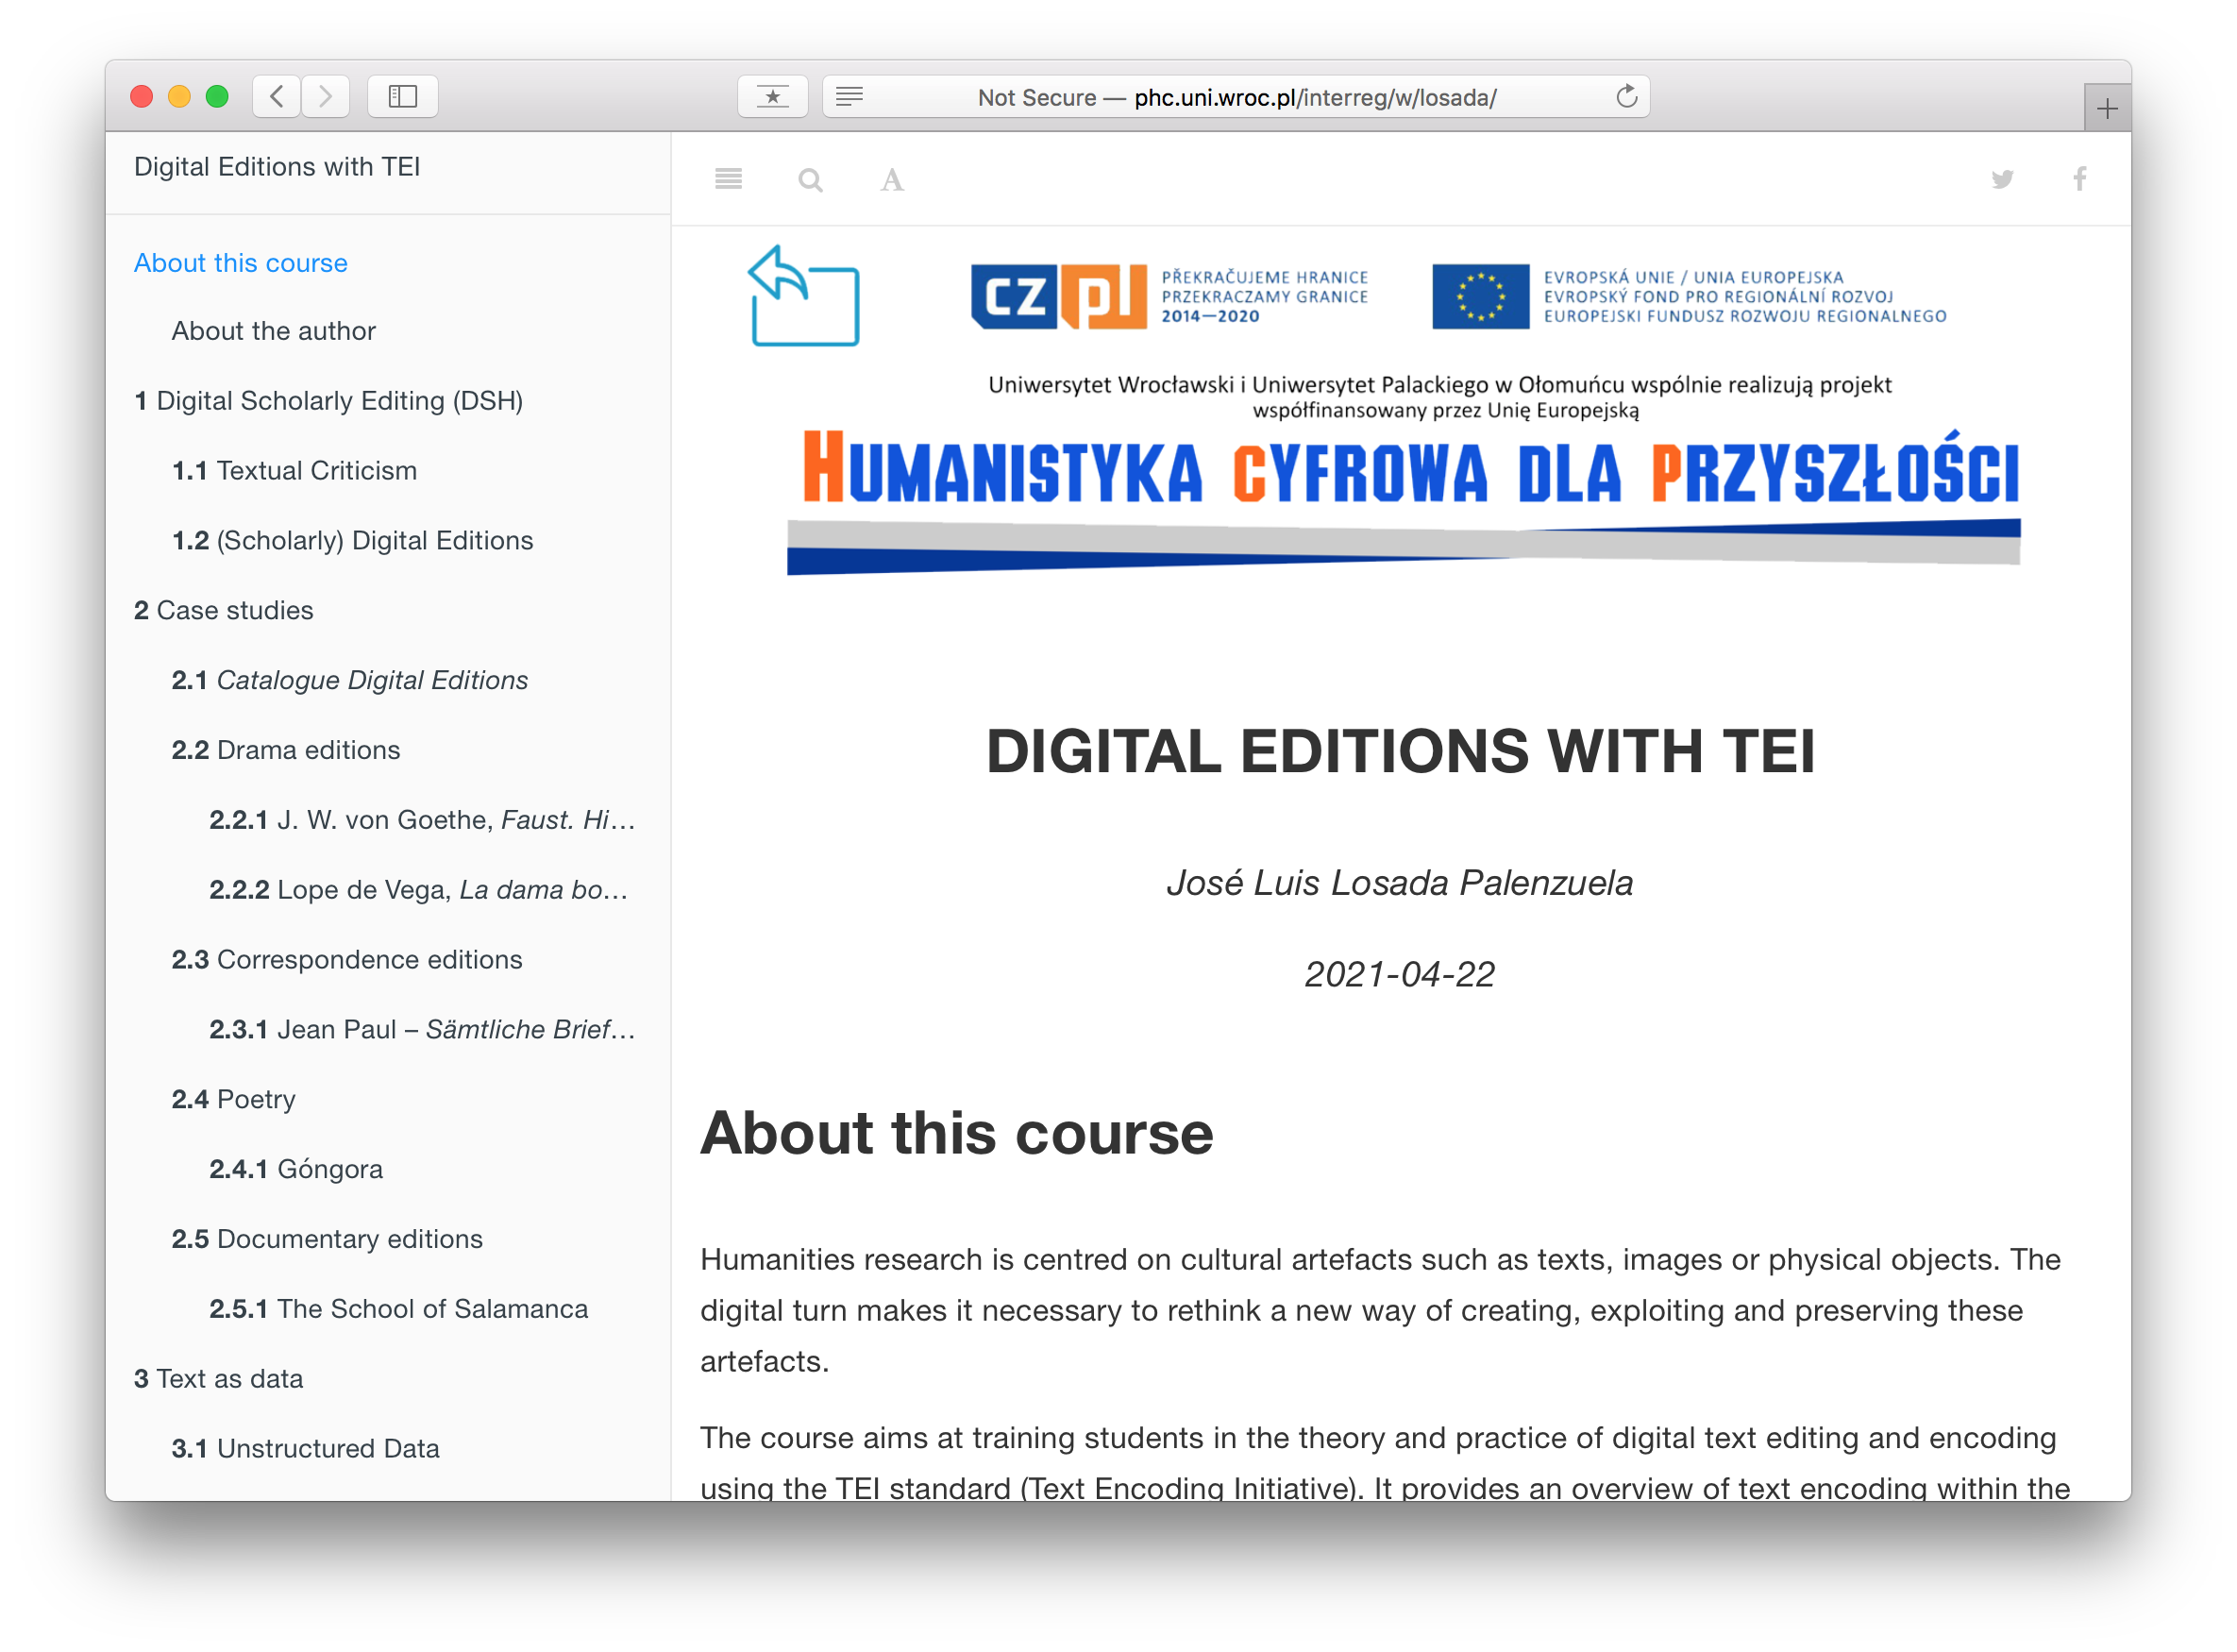 Not Secure — phc.uni.wroc.pl/interreg/w/losada/
Digital Editions with TEI
About this course
About the author
1 Digital Scholarly Editing (DSH)
1.1 Textual Criticism
1.2 (Scholarly) Digital Editions
2 Case studies
2.1 Catalogue Digital Editions
2.2 Drama editions
2.2.1 J. W. von Goethe, Faust. Hi…
2.2.2 Lope de Vega, La dama bo…
2.3 Correspondence editions
2.3.1 Jean Paul – Sämtliche Brief…
2.4 Poetry
2.4.1 Góngora
2.5 Documentary editions
2.5.1 The School of Salamanca
3 Text as data
3.1 Unstructured Data
A
cz pl
PŘEKRAČUJEME HRANICE
PRZEKRACZAMY GRANICE
2014—2020
EVROPSKÁ UNIE / UNIA EUROPEJSKA
EVROPSKÝ FOND PRO REGIONÁLNÍ ROZVOJ
EUROPEJSKI FUNDUSZ ROZWOJU REGIONALNEGO
Uniwersytet Wrocławski i Uniwersytet Palackiego w Ołomuńcu wspólnie realizują projekt
współfinansowany przez Unię Europejską
HUMANISTYKA CYFROWA DLA PRZYSZŁOŚCI
DIGITAL EDITIONS WITH TEI
José Luis Losada Palenzuela
2021-04-22
About this course
Humanities research is centred on cultural artefacts such as texts, images or physical objects. The
digital turn makes it necessary to rethink a new way of creating, exploiting and preserving these
artefacts.
The course aims at training students in the theory and practice of digital text editing and encoding
using the TEI standard (Text Encoding Initiative). It provides an overview of text encoding within the